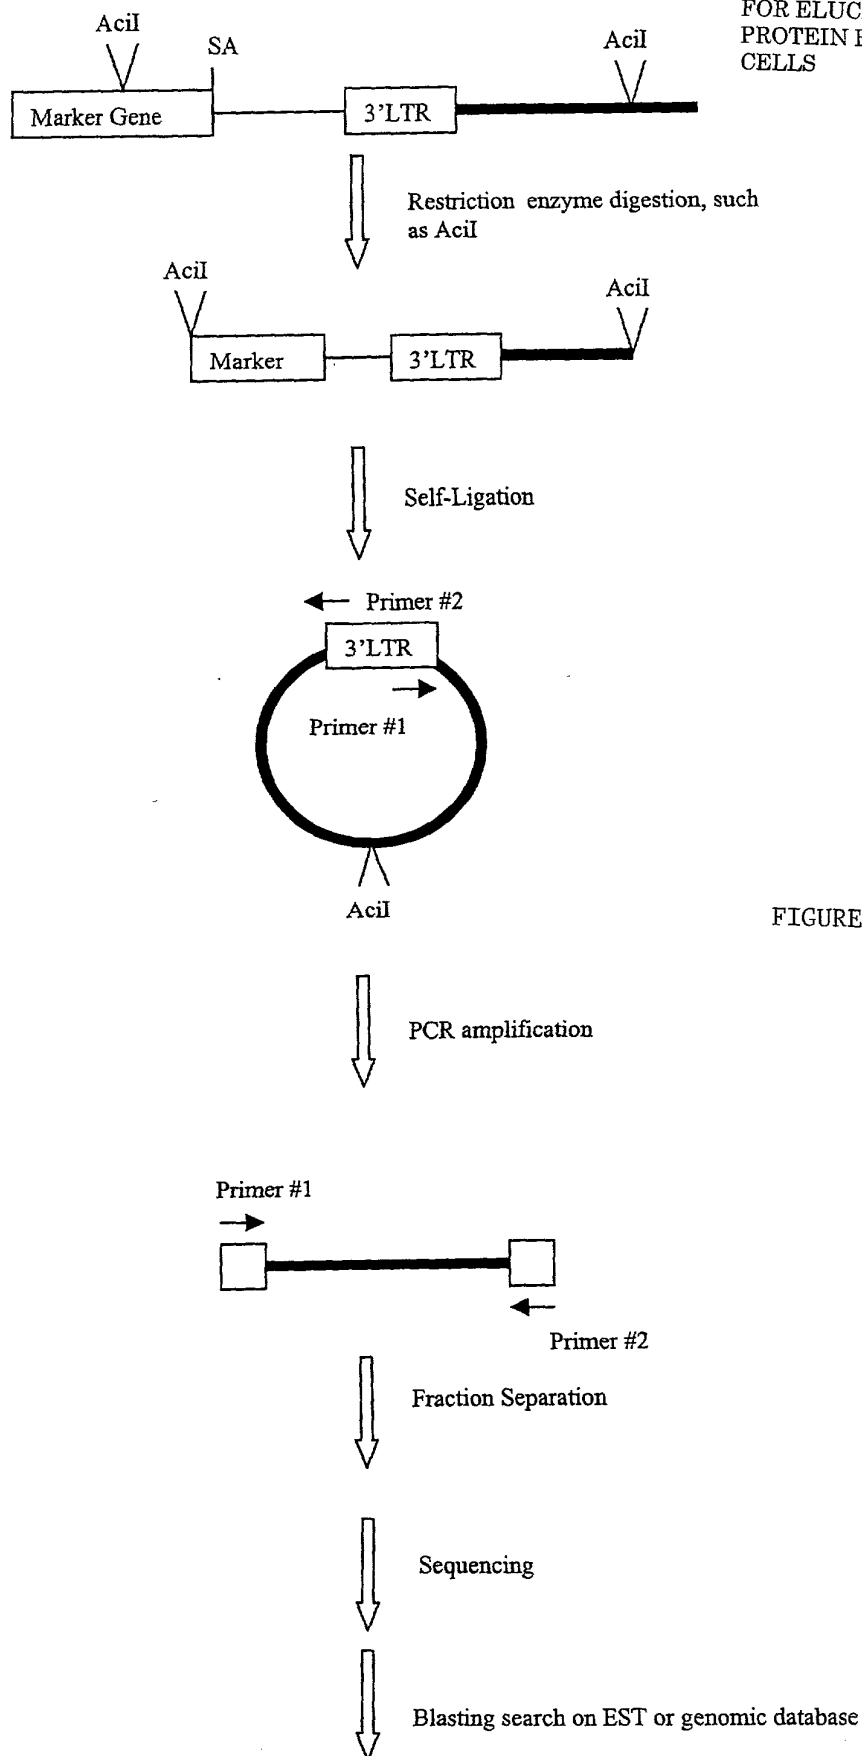 FOR ELUC
PROTEIN E
CELLS
AciI
SA
AciI
Marker Gene
3'LTR
Restriction enzyme digestion, such
as AciI
AciI
AciI
Marker
3'LTR
Self-Ligation
Primer #2
3'LTR
Primer #1
AciI
FIGURE
PCR amplification
Primer #1
Primer #2
Fraction Separation
Sequencing
Blasting search on EST or genomic database